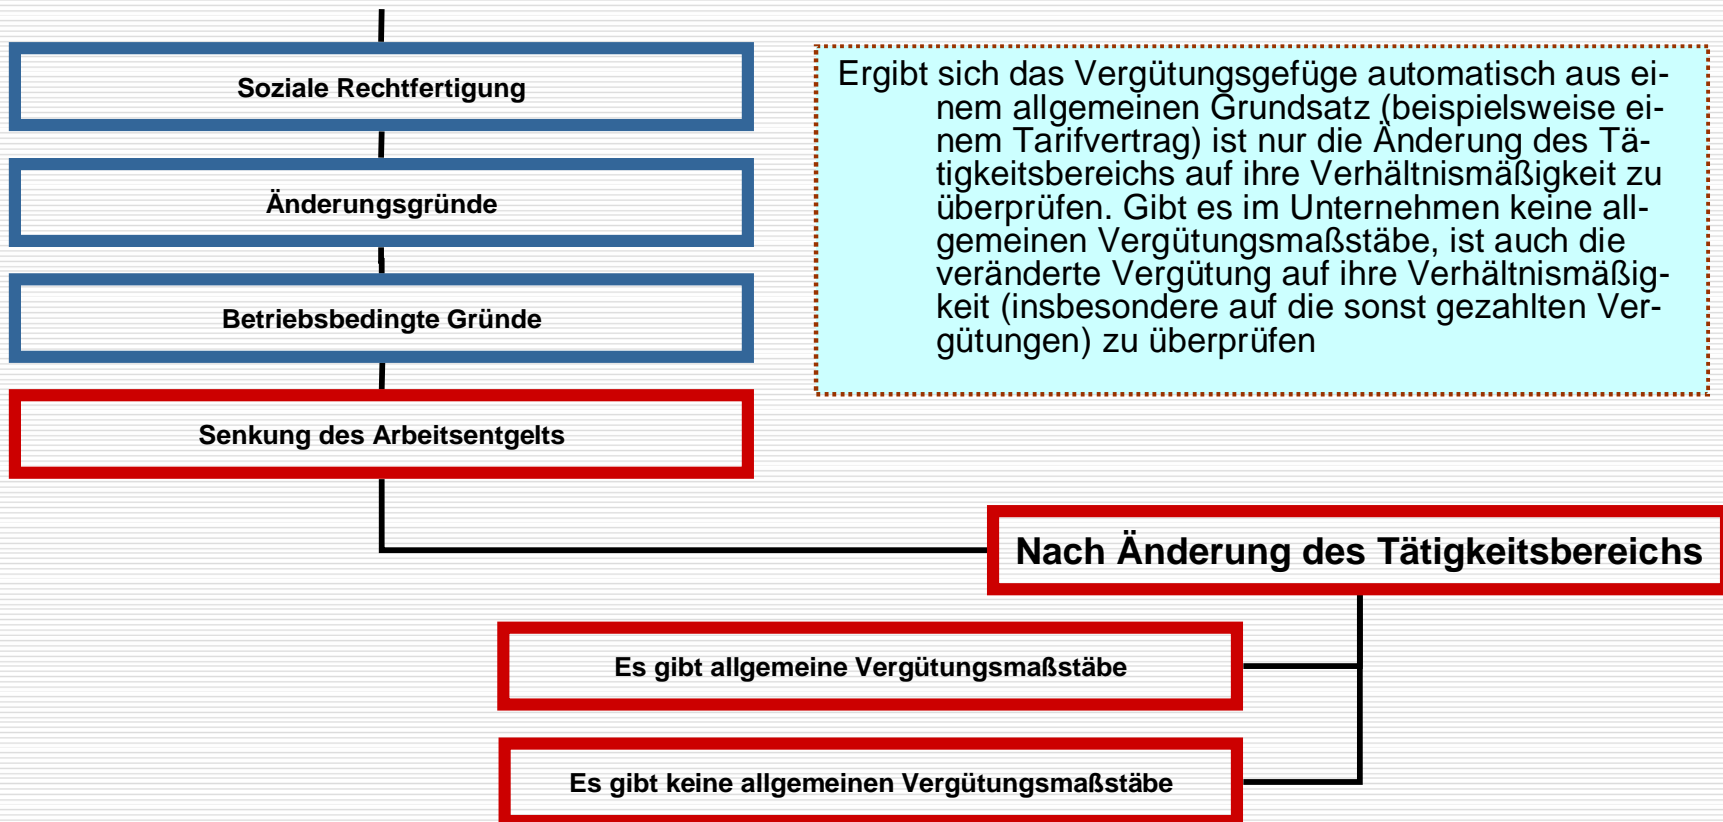 Soziale Rechtfertigung
Änderungsgründe
Betriebsbedingte Gründe
Senkung des Arbeitsentgelts
Ergibt sich das Vergütungsgefüge automatisch aus ei-
nem allgemeinen Grundsatz (beispielsweise ei-
nem Tarifvertrag) ist nur die Änderung des Tä-
tigkeitsbereichs auf ihre Verhältnismäßigkeit zu
überprüfen. Gibt es im Unternehmen keine all-
gemeinen Vergütungsmaßstäbe, ist auch die
veränderte Vergütung auf ihre Verhältnismäßig-
keit (insbesondere auf die sonst gezahlten Ver-
gütungen) zu überprüfen
Nach Änderung des Tätigkeitsbereichs
Es gibt allgemeine Vergütungsmaßstäbe
Es gibt keine allgemeinen Vergütungsmaßstäbe